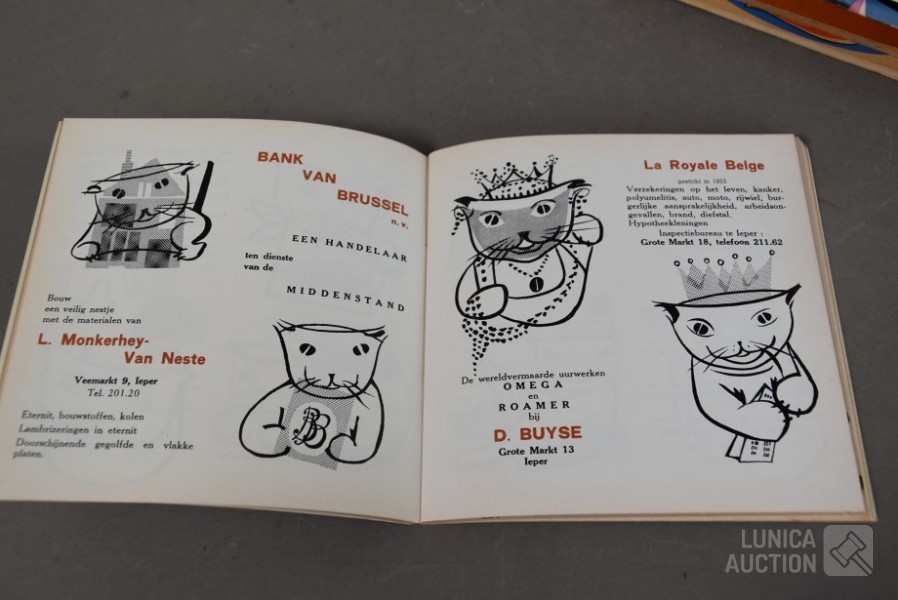 Bouw
een veilig nestje
met de materialen van
L. Monkerhey-
Van Neste
Veemarkt 9, Ieper
Tel. 201.20
Eternit, bouwstoffen, kolen
Lambrizeringen in eternit
Doorschijnende gegolfde en vlakke
platen.
BANK
VAN
BRUSSEL
n. v.
EEN HANDELAAR
ten dienste
van de
MIDDENSTAND
BB
De wereldvermaarde uurwerken
OMEGA
en
ROAMER
bij
D. BUYSE
Grote Markt 13
Ieper
La Royale Belge
gesticht in 1853
Verzekeringen op het leven, kanker,
polyomelitis, auto, moto, rijwiel, bur-
gerlijke aansprakelijkheid, arbeidson-
gevallen, brand, diefstal.
Hypotheekleningen
Inspectiebureau te Ieper :
Grote Markt 18, telefoon 211.62
LUNICA
AUCTION